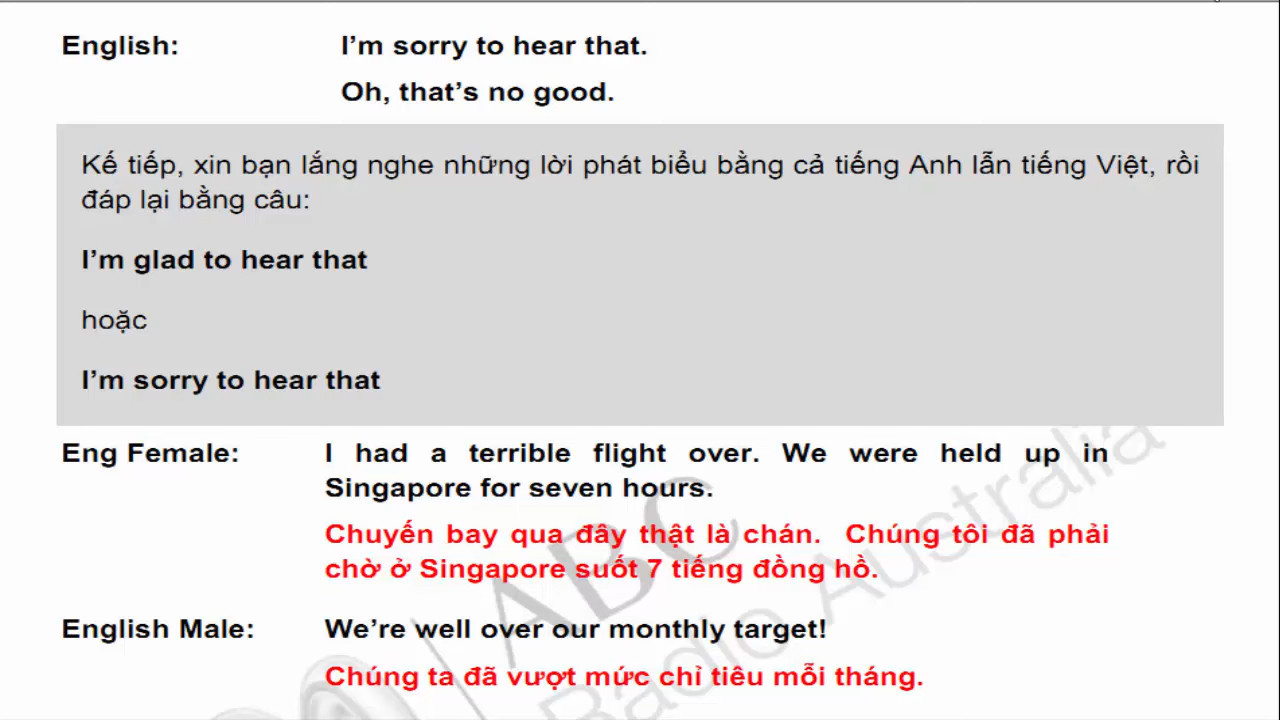 English: I’m sorry to hear that.
Oh, that’s no good.
Kế tiếp, xin bạn lắng nghe những lời phát biểu bằng cả tiếng Anh lẫn tiếng Việt, rồi
đáp lại bằng câu:
I’m glad to hear that
hoặc
I’m sorry to hear that
Eng Female: I had a terrible flight over. We were held up in
Singapore for seven hours.
Chuyến bay qua đây thật là chán. Chúng tôi đã phải
chờ ở Singapore suốt 7 tiếng đồng hồ.
English Male: We’re well over our monthly target!
Chúng ta đã vượt mức chỉ tiêu mỗi tháng.
ABC
Radio Australia